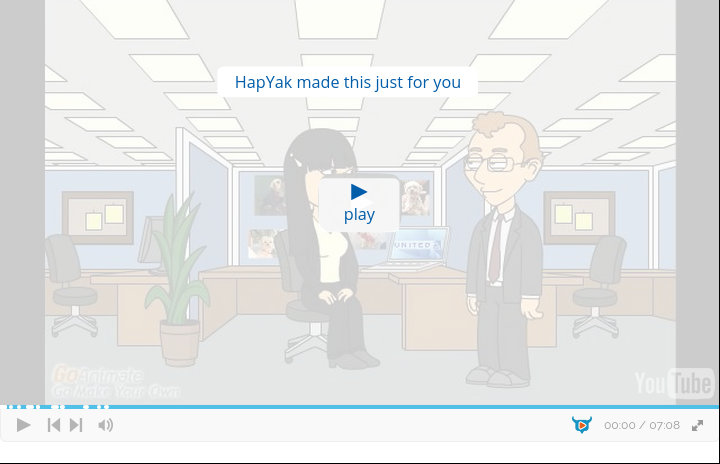 HapYak made this just for you
play
UNITED
GoAnimate
Go Make Your Own
YouTube
00:00 / 07:08